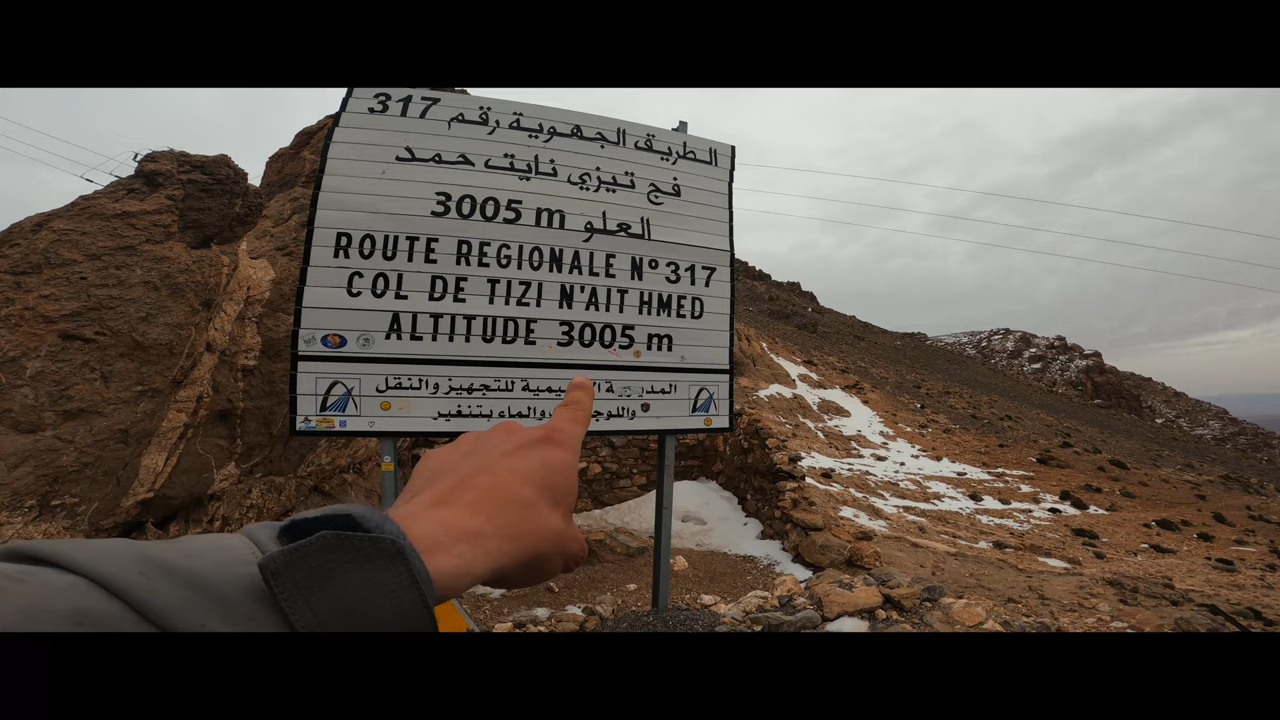 الطريق الجهوية رقم 317
فج تيزي نايت حمد
العلو 3005 m
ROUTE REGIONALE N°317
COL DE TIZI N'AIT HMED
ALTITUDE 3005 m
للتجهيز والنقل
والماء بتنغير